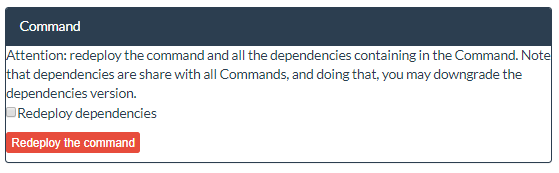 Command
Attention: redeploy the command and all the dependencies containing in the Command. Note
that dependencies are share with all Commands, and doing that, you may downgrade the
dependencies version.
Redeploy dependencies
Redeploy the command